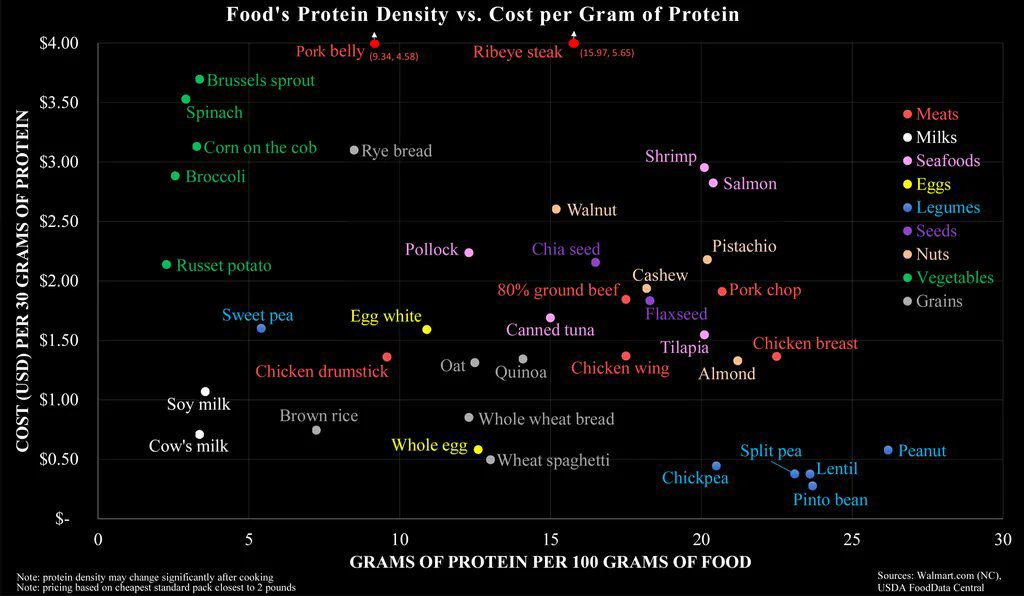 Food's Protein Density vs. Cost per Gram of Protein
COST (USD) PER 30 GRAMS OF PROTEIN
$4.00
$3.50
$3.00
$2.50
$2.00
$1.50
$1.00
$0.50
$-
Pork belly (9.34, 4.58)
Ribeye steak (15.97, 5.65)
Brussels sprout
Spinach
Corn on the cob
Rye bread
Broccoli
Shrimp
Salmon
Walnut
Pollock
Chia seed
Pistachio
Russet potato
Cashew
80% ground beef
Pork chop
Flaxseed
Sweet pea
Egg white
Canned tuna
Tilapia
Chicken breast
Chicken drumstick
Oat
Quinoa
Chicken wing
Almond
Soy milk
Brown rice
Whole wheat bread
Cow's milk
Whole egg
Wheat spaghetti
Split pea
Peanut
Chickpea
Lentil
Pinto bean
Meats
Milks
Seafoods
Eggs
Legumes
Seeds
Nuts
Vegetables
Grains
0
5
10
15
20
25
30
GRAMS OF PROTEIN PER 100 GRAMS OF FOOD
Note: protein density may change significantly after cooking
Note: pricing based on cheapest standard pack closest to 2 pounds
Sources: Walmart.com (NC),
USDA FoodData Central